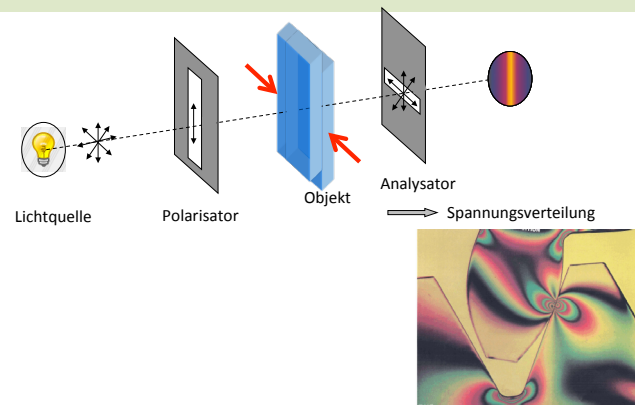 Lichtquelle
Polarisator
Objekt
Analysator
Spannungsverteilung